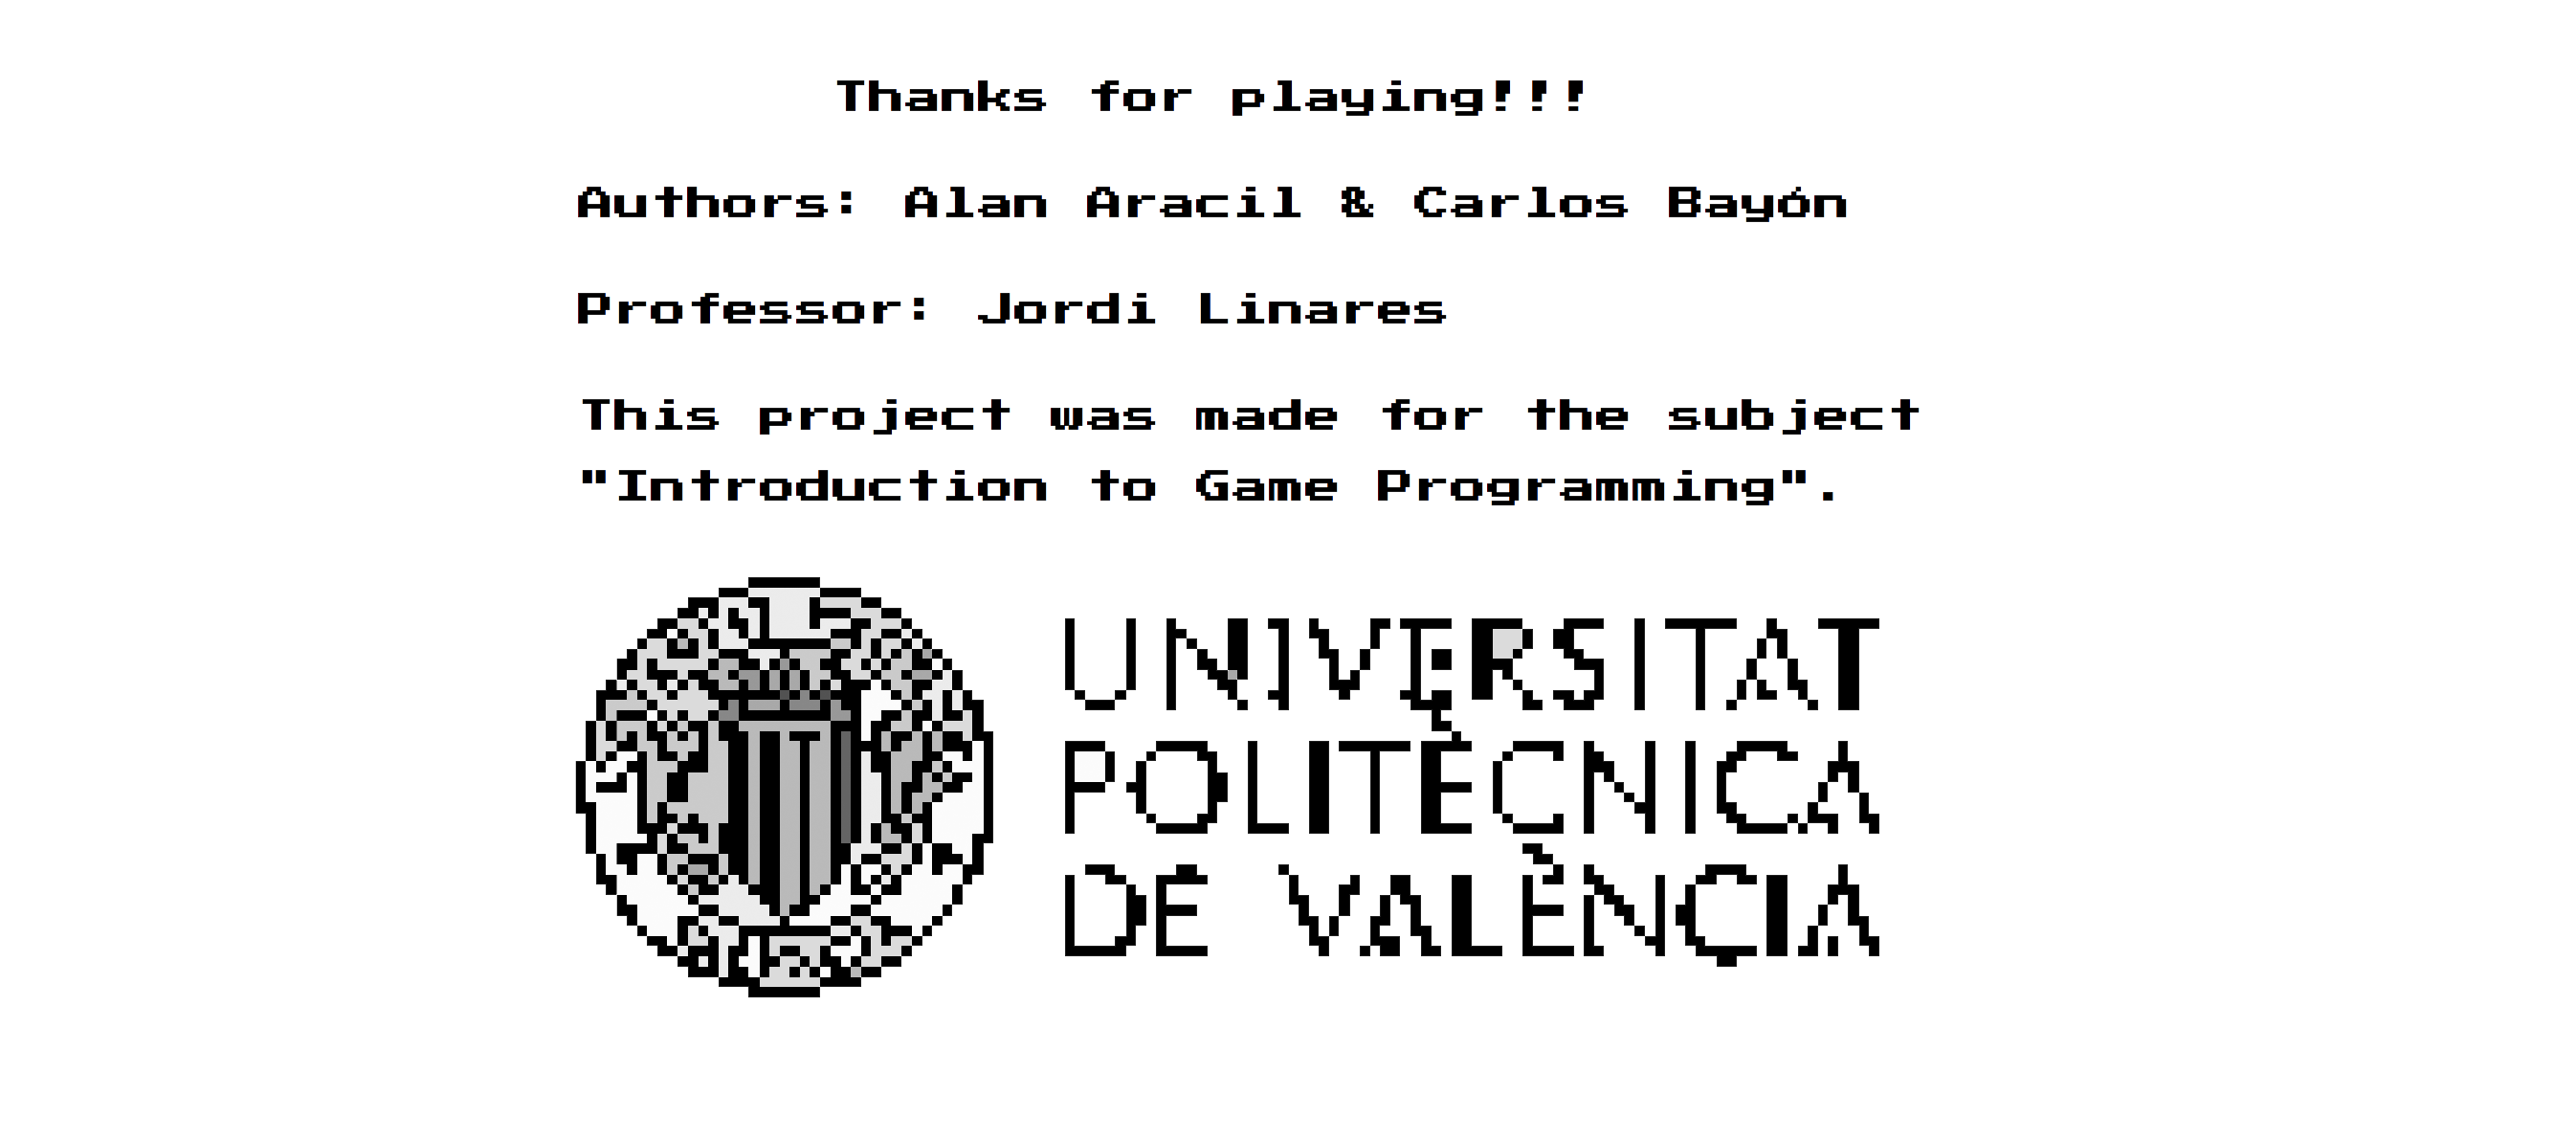 Thanks for playing!!!
Authors: Alan Aracil & Carlos Bayón
Professor: Jordi Linares
This project was made for the subject
"Introduction to Game Programming".
UNIVERSITAT
POLITÈCNICA
DE VALÈNCIA